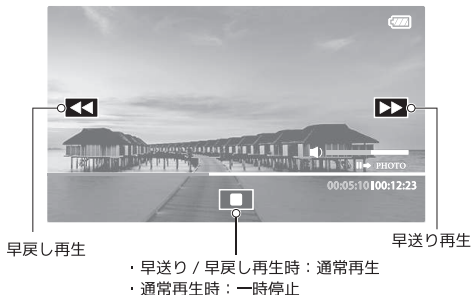 II➡ PHOTO
00:05:10 00:12:23
早戻し再生
早送り再生
・早送り / 早戻し再生時：通常再生
・通常再生時：一時停止